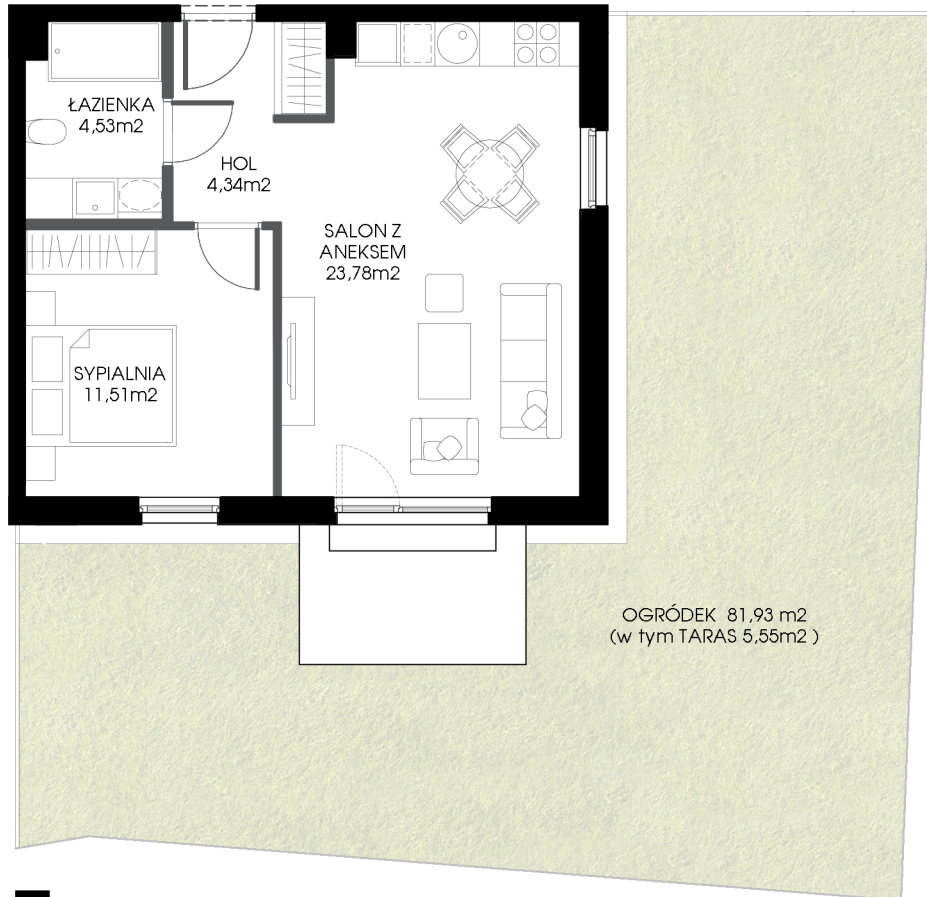 ŁAZIENKA
4,53m2
HOL
4,34m2
SALON Z
ANEKSEM
23,78m2
SYPIALNIA
11,51m2
OGRÓDEK 81,93 m2
(w tym TARAS 5,55m2 )